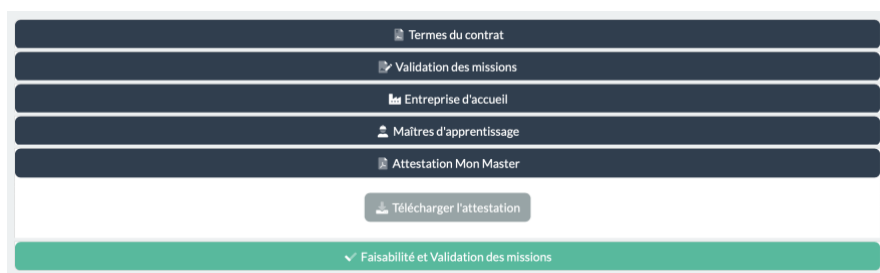 Termes du contrat
Validation des missions
Entreprise d'accueil
Maîtres d'apprentissage
Attestation Mon Master
Télécharger l'attestation
Faisabilité et Validation des missions